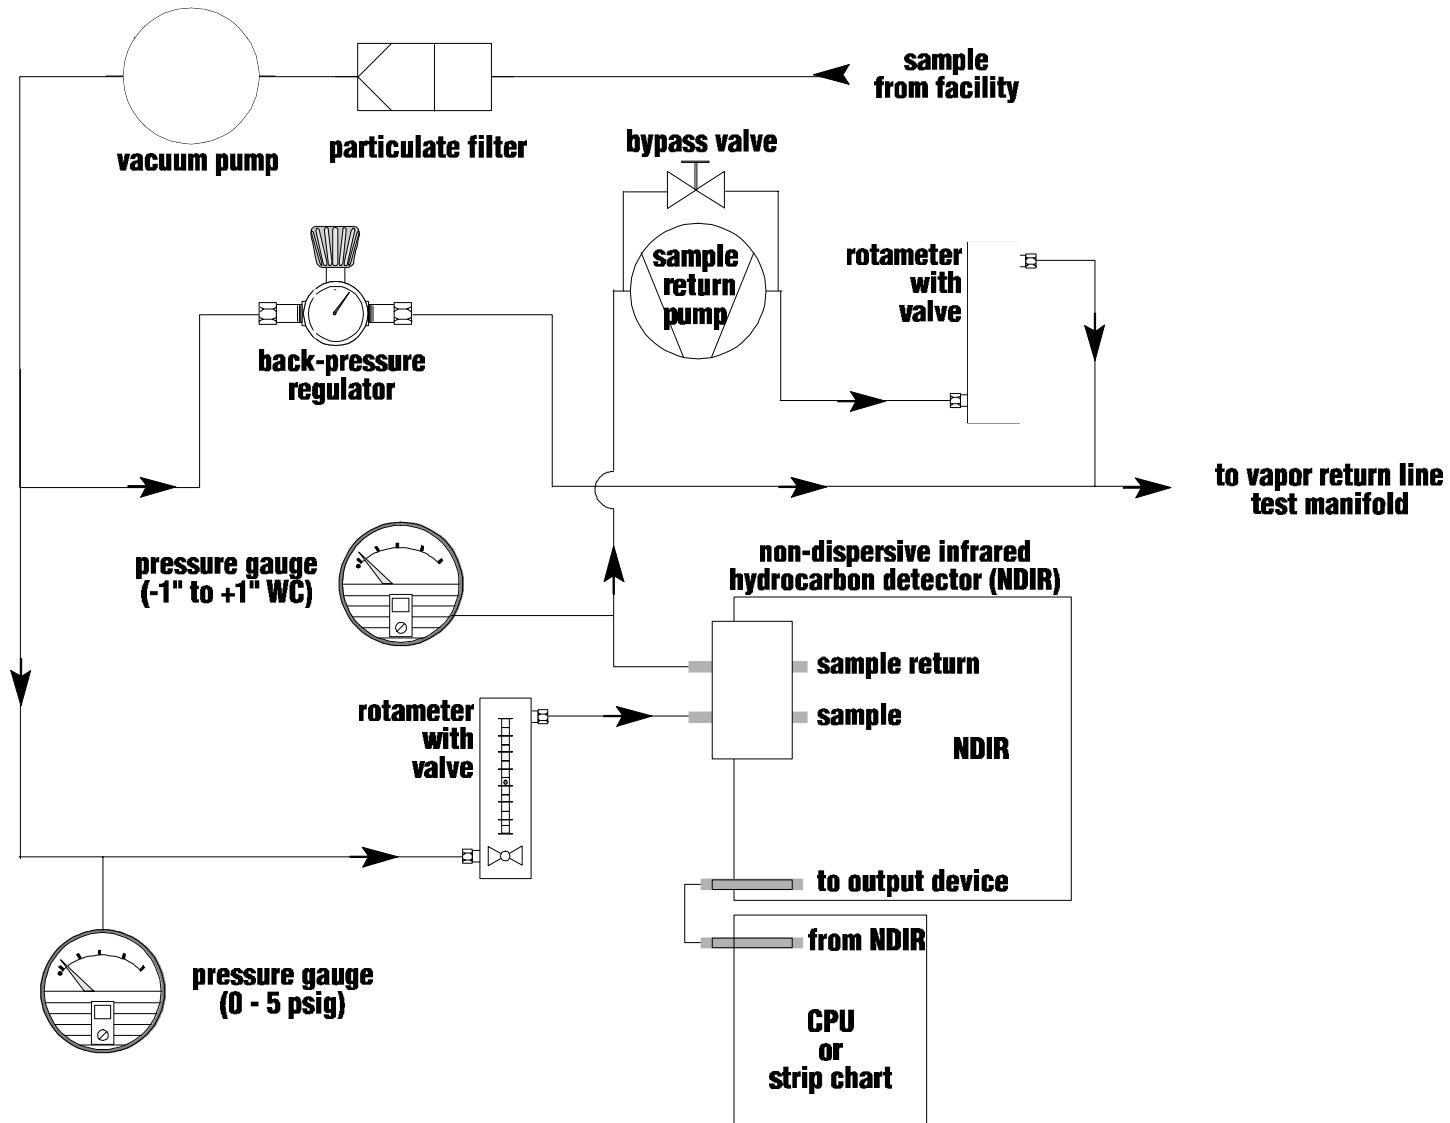 sample
from facility
vacuum pump
particulate filter
bypass valve
sample
return
pump
rotameter
with
valve
back-pressure
regulator
to vapor return line
test manifold
pressure gauge
(-1" to +1" WC)
non-dispersive infrared
hydrocarbon detector (NDIR)
sample return
sample
NDIR
rotameter
with
valve
to output device
from NDIR
pressure gauge
(0 - 5 psig)
CPU
or
strip chart